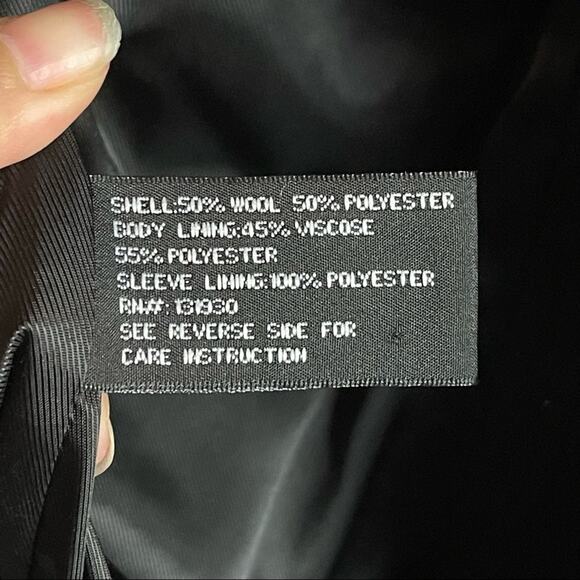 SHELL:50% WOOL 50% POLYESTER
BODY LINING:45% VISCOSE
55% POLYESTER
SLEEVE LINING:100% POLYESTER
RN#: 131930
SEE REVERSE SIDE FOR
CARE INSTRUCTION